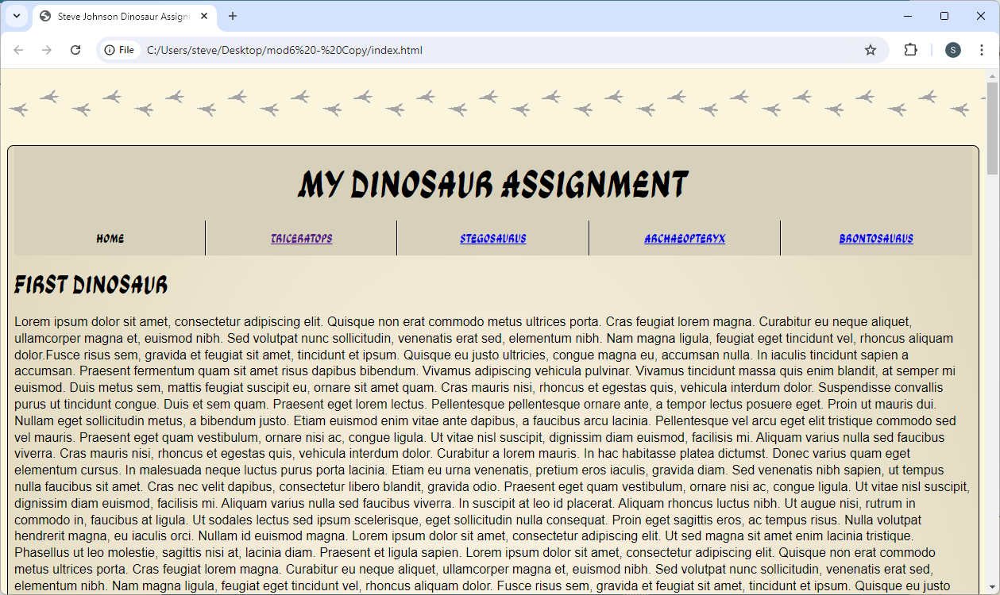 Steve Johnson Dinosaur Assign
File
C:/Users/steve/Desktop/mod6%20-%20Copy/index.html
S
MY DINOSAUR ASSIGNMENT
HOME
TRICERATOPS
STEGOSAURUS
ARCHAEOPTERYX
BRONTOSAURUS
FIRST DINOSAUR
Lorem ipsum dolor sit amet, consectetur adipiscing elit. Quisque non erat commodo metus ultrices porta. Cras feugiat lorem magna. Curabitur eu neque aliquet,
ullamcorper magna et, euismod nibh. Sed volutpat nunc sollicitudin, venenatis erat sed, elementum nibh. Nam magna ligula, feugiat eget tincidunt vel, rhoncus aliquam
dolor.Fusce risus sem, gravida et feugiat sit amet, tincidunt et ipsum. Quisque eu justo ultricies, congue magna eu, accumsan nulla. In iaculis tincidunt sapien a
accumsan. Praesent fermentum quam sit amet risus dapibus bibendum. Vivamus adipiscing vehicula pulvinar. Vivamus tincidunt massa quis enim blandit, at semper mi
euismod. Duis metus sem, mattis feugiat suscipit eu, ornare sit amet quam. Cras mauris nisi, rhoncus et egestas quis, vehicula interdum dolor. Suspendisse convallis
purus ut tincidunt congue. Duis et sem quam. Praesent eget lorem lectus. Pellentesque pellentesque ornare ante, a tempor lectus posuere eget. Proin ut mauris dui.
Nullam eget sollicitudin metus, a bibendum justo. Etiam euismod enim vitae ante dapibus, a faucibus arcu lacinia. Pellentesque vel arcu eget elit tristique commodo sed
vel mauris. Praesent eget quam vestibulum, ornare nisi ac, congue ligula. Ut vitae nisl suscipit, dignissim diam euismod, facilisis mi. Aliquam varius nulla sed faucibus
viverra. Cras mauris nisi, rhoncus et egestas quis, vehicula interdum dolor. Curabitur a lorem mauris. In hac habitasse platea dictumst. Donec varius quam eget
elementum cursus. In malesuada neque luctus purus porta lacinia. Etiam eu urna venenatis, pretium eros iaculis, gravida diam. Sed venenatis nibh sapien, ut tempus
nulla faucibus sit amet. Cras nec velit dapibus, consectetur libero blandit, gravida odio. Praesent eget quam vestibulum, ornare nisi ac, congue ligula. Ut vitae nisl suscipit,
dignissim diam euismod, facilisis mi. Aliquam varius nulla sed faucibus viverra. In suscipit at leo id placerat. Aliquam rhoncus luctus nibh. Ut augue nisi, rutrum in
commodo in, faucibus at ligula. Ut sodales lectus sed ipsum scelerisque, eget sollicitudin nulla consequat. Proin eget sagittis eros, ac tempus risus. Nulla volutpat
hendrerit magna, eu iaculis orci. Nullam id euismod magna. Lorem ipsum dolor sit amet, consectetur adipiscing elit. Ut sed magna sit amet enim lacinia tristique.
Phasellus ut leo molestie, sagittis nisi at, lacinia diam. Praesent et ligula sapien. Lorem ipsum dolor sit amet, consectetur adipiscing elit. Quisque non erat commodo
metus ultrices porta. Cras feugiat lorem magna. Curabitur eu neque aliquet, ullamcorper magna et, euismod nibh. Sed volutpat nunc sollicitudin, venenatis erat sed,
elementum nibh. Nam magna ligula, feugiat eget tincidunt vel, rhoncus aliquam dolor. Fusce risus sem, gravida et feugiat sit amet, tincidunt et ipsum. Quisque eu justo